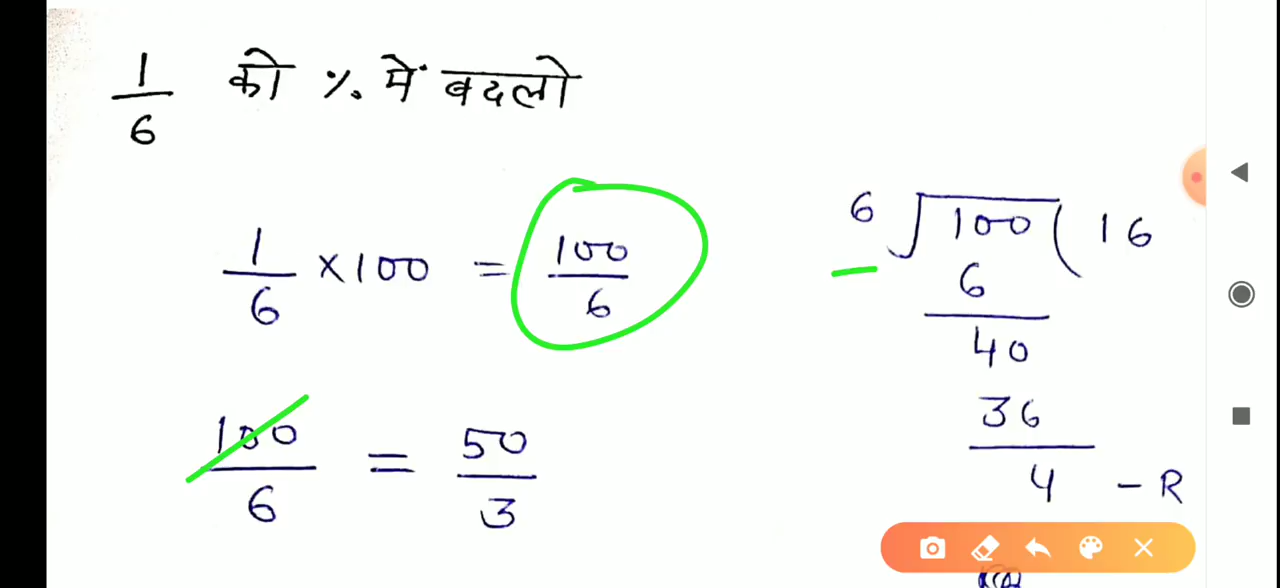 1/6 को % में बदलो
1/6 × 100 = 100/6
100/6 = 50/3
6 √100 ( 16
6
40
36
4 – R